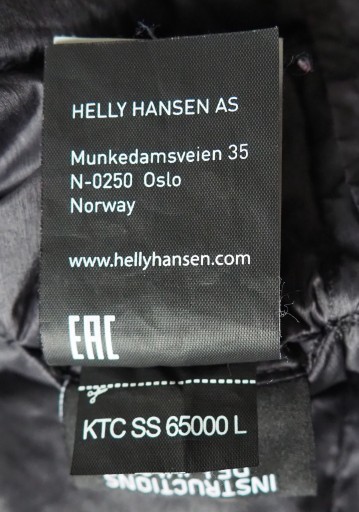 HELLY HANSEN AS
Munkedamsveien 35
N-0250 Oslo
Norway
www.hellyhansen.com
EAC
KTC SS 65000 L
INSTRUCTIONS